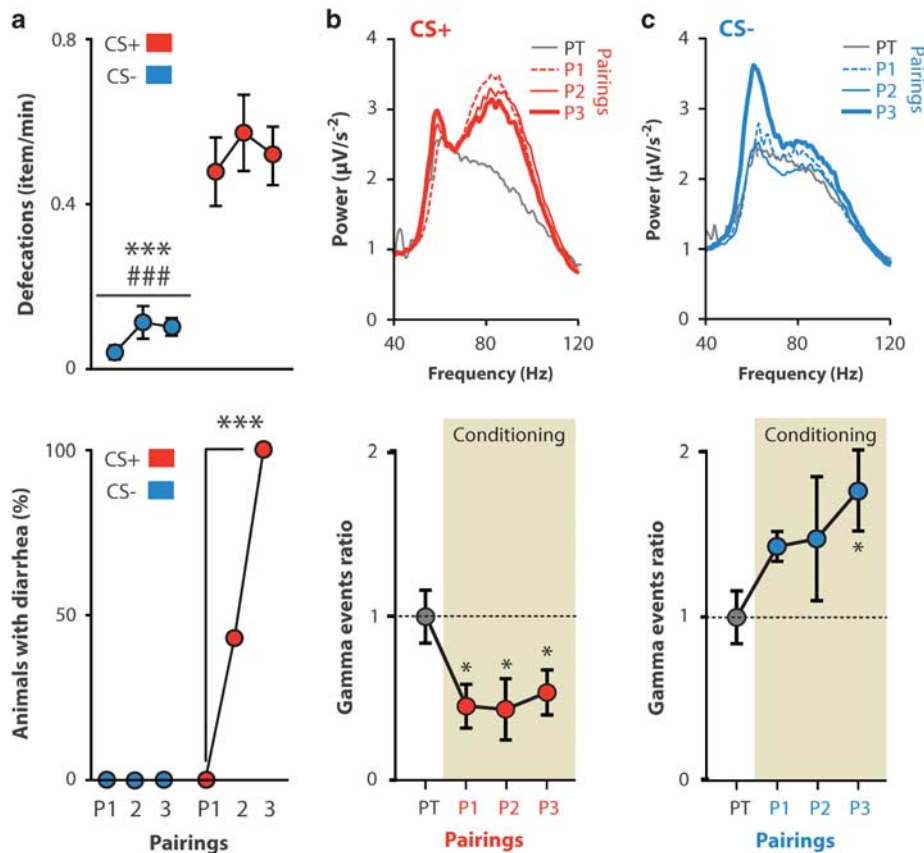 a
0.8
CS+
CS-
Defecations (item/min)
0.4
***
###
0
b
CS+
PT
P1
P2
P3
Pairings
4
3
2
1
0
Power (µV/s⁻²)
40
80
120
Frequency (Hz)
c
CS-
PT
P1
P2
P3
Pairings
4
3
2
1
0
Power (µV/s⁻²)
40
80
120
Frequency (Hz)
100
50
0
CS+
CS-
***
Animals with diarrhea (%)
P1 2 3 P1 2 3
Pairings
2
1
0
Conditioning
Gamma events ratio
* * *
PT P1 P2 P3
Pairings
2
1
0
Conditioning
Gamma events ratio
*
PT P1 P2 P3
Pairings